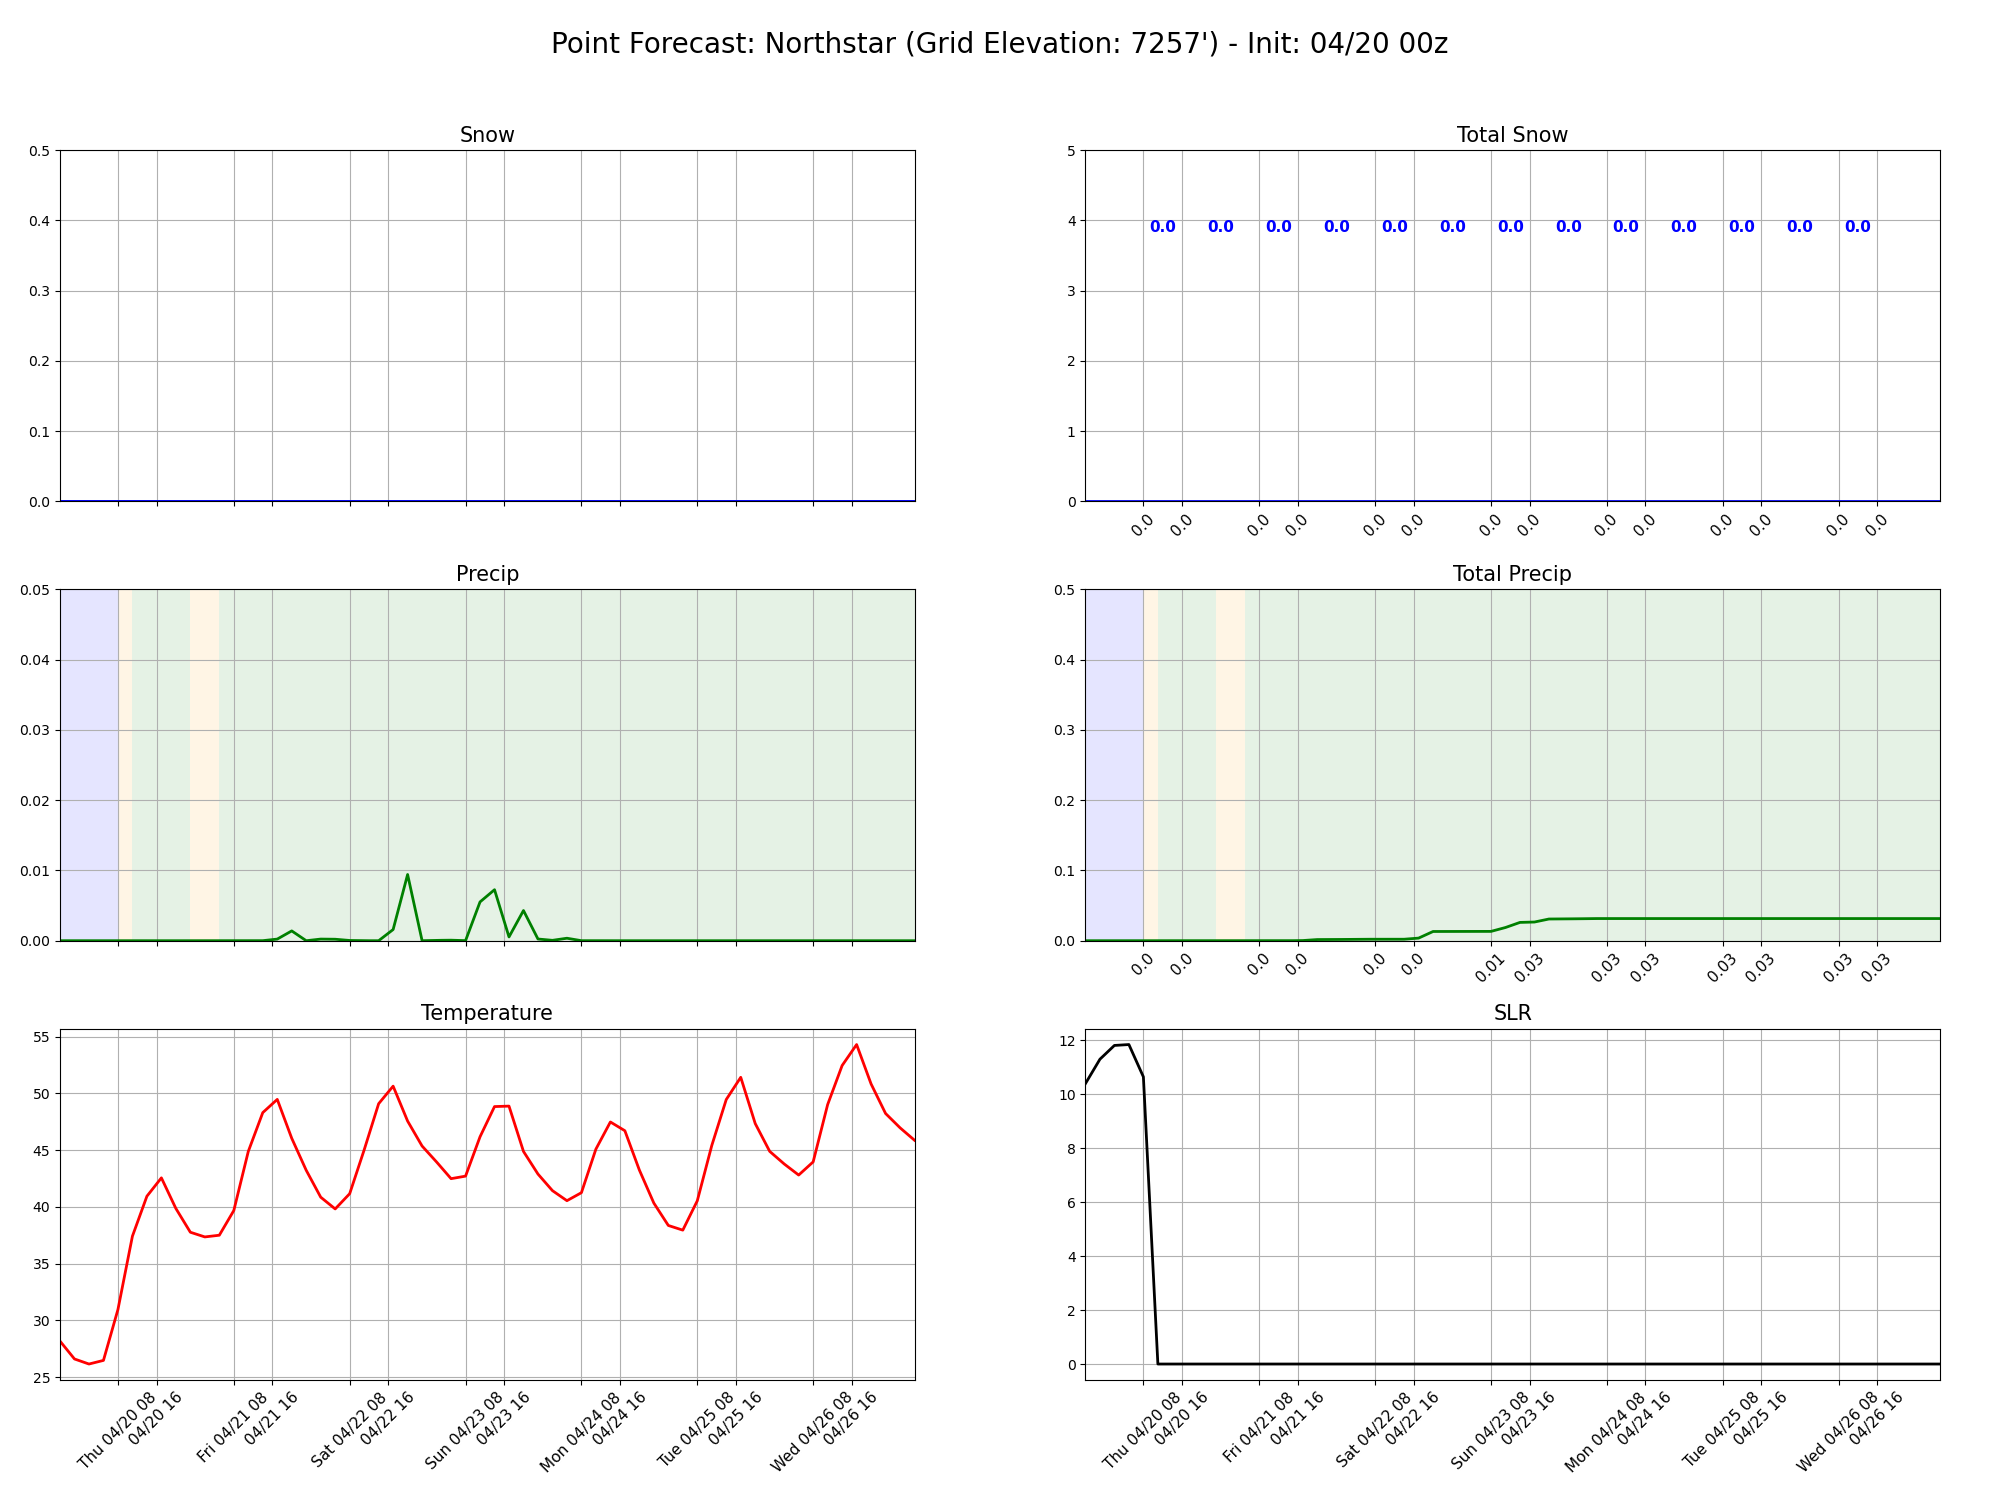 Point Forecast: Northstar (Grid Elevation: 7257') - Init: 04/20 00z
Snow
0.5
0.4
0.3
0.2
0.1
0.0
Total Snow
5
4
3
2
1
0
0.0 0.0 0.0 0.0 0.0 0.0 0.0 0.0 0.0 0.0 0.0 0.0 0.0
0.0 0.0 0.0 0.0 0.0 0.0 0.0 0.0 0.0 0.0 0.0 0.0 0.0 0.0
Precip
0.05
0.04
0.03
0.02
0.01
0.00
Total Precip
0.5
0.4
0.3
0.2
0.1
0.0
0.0 0.0 0.0 0.0 0.0 0.0 0.01 0.03 0.03 0.03 0.03 0.03 0.03 0.03
Temperature
55
50
45
40
35
30
25
Thu 04/20 08
04/20 16
Fri 04/21 08
04/21 16
Sat 04/22 08
04/22 16
Sun 04/23 08
04/23 16
Mon 04/24 08
04/24 16
Tue 04/25 08
04/25 16
Wed 04/26 08
04/26 16
SLR
12
10
8
6
4
2
0
Thu 04/20 08
04/20 16
Fri 04/21 08
04/21 16
Sat 04/22 08
04/22 16
Sun 04/23 08
04/23 16
Mon 04/24 08
04/24 16
Tue 04/25 08
04/25 16
Wed 04/26 08
04/26 16